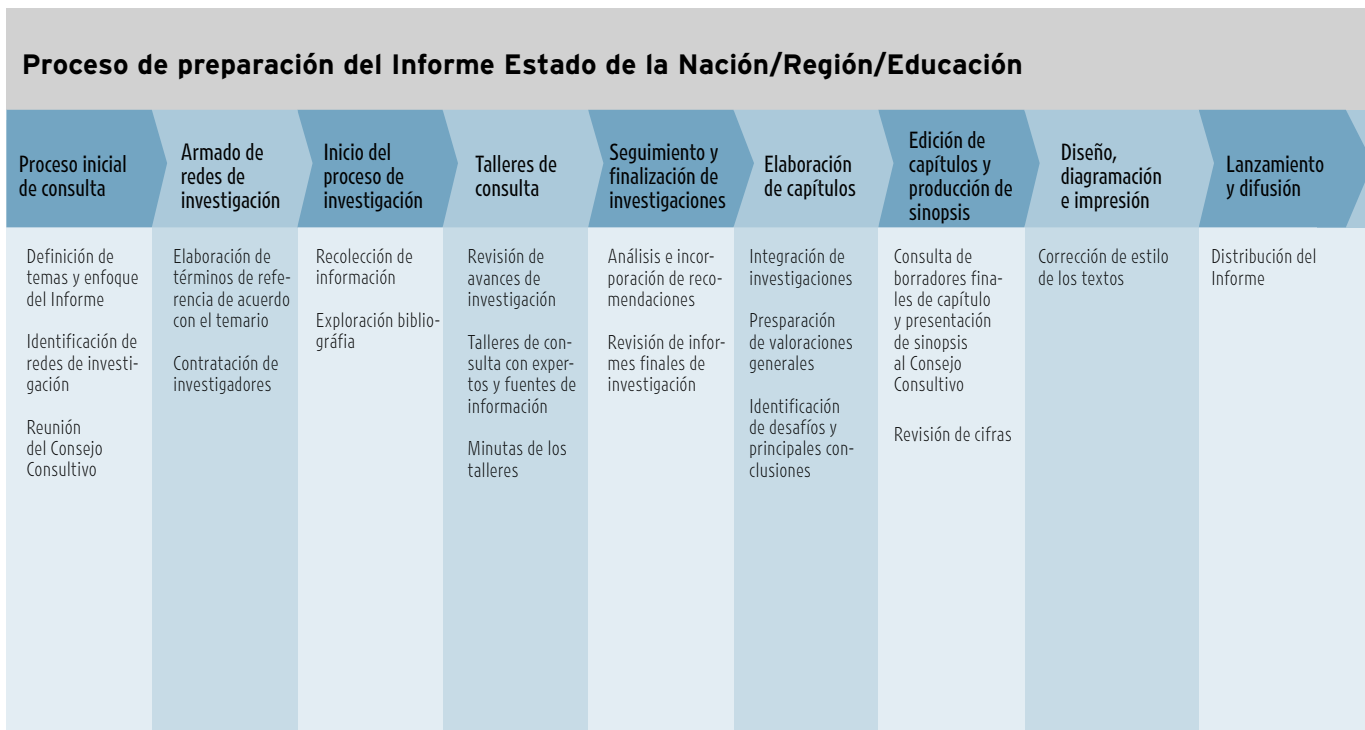 Proceso de preparación del Informe Estado de la Nación/Región/Educación
Proceso inicial
de consulta
Armado de
redes de
investigación
Inicio del
proceso de
investigación
Talleres de
consulta
Seguimiento y
finalización de
investigaciones
Elaboración
de capítulos
Edición de
capítulos y
producción de
sinopsis
Diseño,
diagramación
e impresión
Lanzamiento
y difusión
Definición de
temas y enfoque
del Informe
Identificación de
redes de investi-
gación
Reunión
del Consejo
Consultivo
Elaboración de
términos de refe-
rencia de acuerdo
con el temario
Contratación de
investigadores
Recolección de
información
Exploración biblio-
gráfia
Revisión de
avances de
investigación
Talleres de con-
sulta con exper-
tos y fuentes de
información
Minutas de los
talleres
Análisis e incor-
poración de reco-
mendaciones
Revisión de infor-
mes finales de
investigación
Integración de
investigaciones
Presparación
de valoraciones
generales
Identificación
de desafíos y
principales con-
clusiones
Consulta de
borradores fina-
les de capítulo
y presentación
de sinopsis
al Consejo
Consultivo
Revisión de cifras
Corrección de estilo
de los textos
Distribución del
Informe